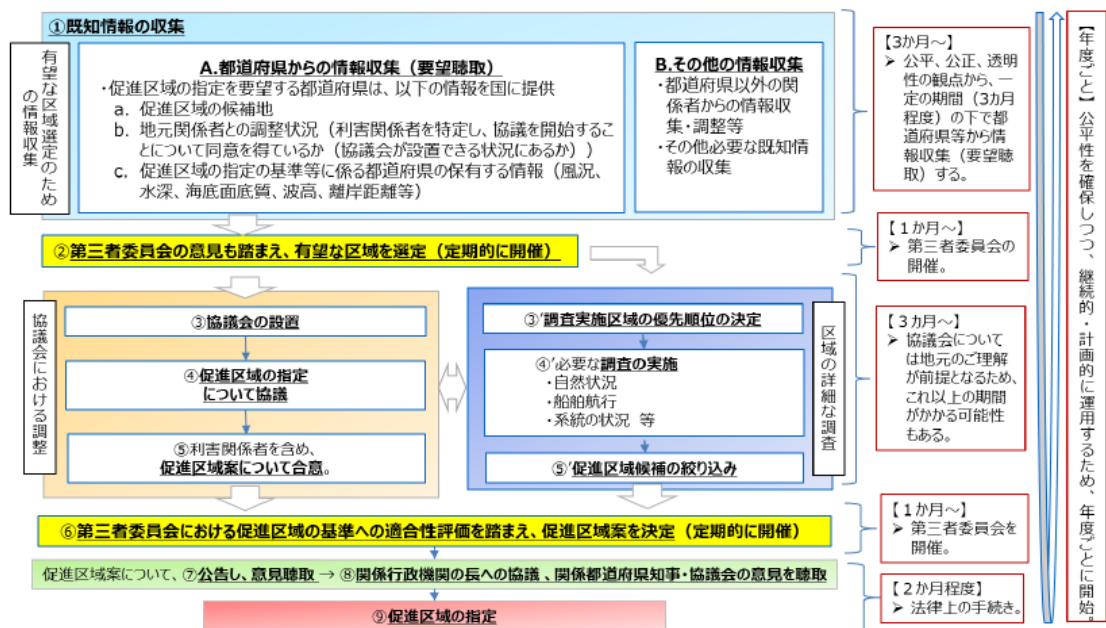 ①既知情報の収集
有望な区域選定のため
の情報収集
A.都道府県からの情報収集（要望聴取）
・促進区域の指定を要望する都道府県は、以下の情報を国に提供
a. 促進区域の候補地
b. 地元関係者との調整状況（利害関係者を特定し、協議を開始するこ
とについて同意を得ているか（協議会が設置できる状況にあるか））
c. 促進区域の指定の基準等に係る都道府県の保有する情報（風況、
水深、海底面底質、波高、離岸距離等）
B.その他の情報収集
・都道府県以外の関
係者からの情報収
集・調整等
・その他必要な既知情
報の収集
【3か月～】
➢ 公平、公正、透明
性の観点から、一
定の期間（3カ月
程度）の下で都
道府県等から情
報収集（要望聴
取）する。
②第三者委員会の意見も踏まえ、有望な区域を選定（定期的に開催）
【１か月～】
➢ 第三者委員会の
開催。
協議会における調整
③協議会の設置
④促進区域の指定
について協議
⑤利害関係者を含め、
促進区域案について合意。
③’調査実施区域の優先順位の決定
④’必要な調査の実施
・自然状況
・船舶航行
・系統の状況 等
⑤’促進区域候補の絞り込み
区域の詳細な調査
【３カ月～】
➢ 協議会について
は地元のご理解
が前提となるため、
これ以上の期間
がかかる可能性
もある。
⑥第三者委員会における促進区域の基準への適合性評価を踏まえ、促進区域案を決定（定期的に開催）
【１か月～】
➢ 第三者委員会を
開催。
促進区域案について、⑦公告し、意見聴取 → ⑧関係行政機関の長への協議 、関係都道府県知事・協議会の意見を聴取
⑨促進区域の指定
【２か月程度】
➢ 法律上の手続き。
【年度ごと】公平性を確保しつつ、継続的・計画的に運用するため、年度ごとに開始。